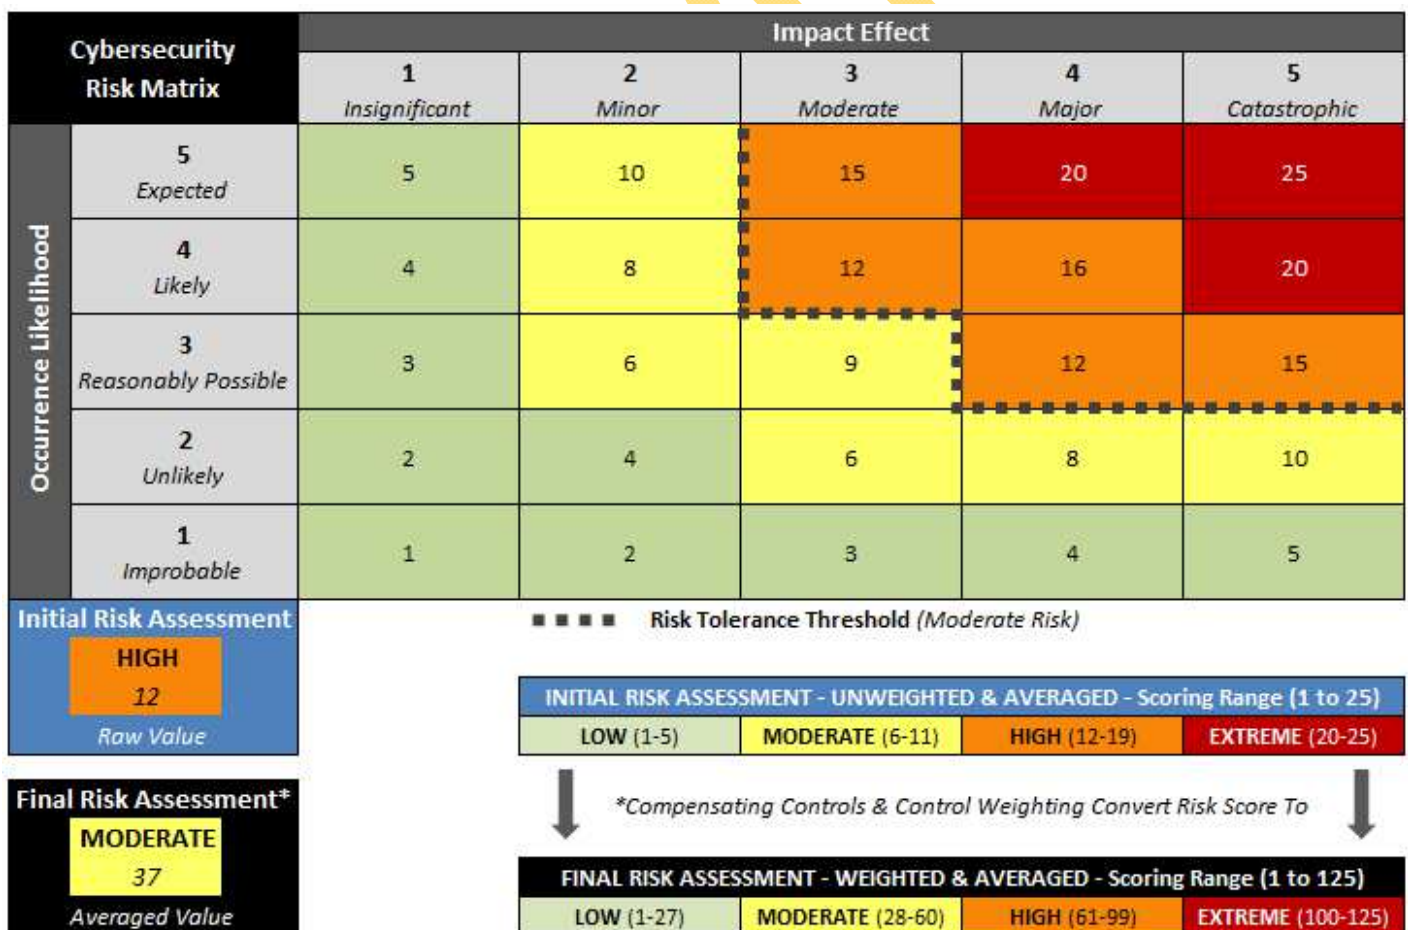 Cybersecurity
Risk Matrix
Impact Effect
1 2 3 4 5
Insignificant Minor Moderate Major Catastrophic
Occurrence Likelihood
5
Expected
5 10 15 20 25
4
Likely
4 8 12 16 20
3
Reasonably Possible
3 6 9 12 15
2
Unlikely
2 4 6 8 10
1
Improbable
1 2 3 4 5
Initial Risk Assessment
HIGH
12
Raw Value
Risk Tolerance Threshold (Moderate Risk)
INITIAL RISK ASSESSMENT - UNWEIGHTED & AVERAGED - Scoring Range (1 to 25)
LOW (1-5) MODERATE (6-11) HIGH (12-19) EXTREME (20-25)
*Compensating Controls & Control Weighting Convert Risk Score To
Final Risk Assessment*
MODERATE
37
Averaged Value
FINAL RISK ASSESSMENT - WEIGHTED & AVERAGED - Scoring Range (1 to 125)
LOW (1-27) MODERATE (28-60) HIGH (61-99) EXTREME (100-125)